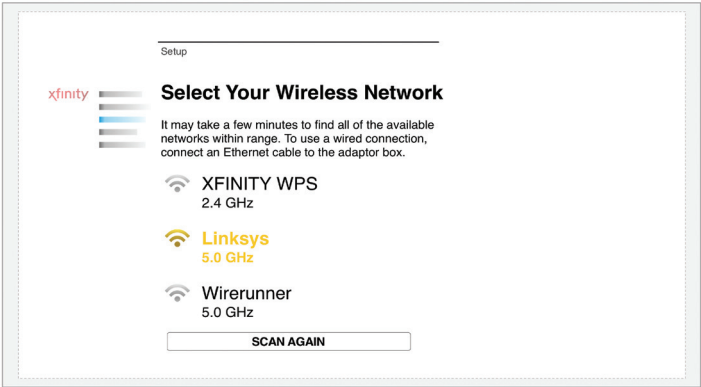 Setup
xfinity
Select Your Wireless Network
It may take a few minutes to find all of the available
networks within range. To use a wired connection,
connect an Ethernet cable to the adaptor box.
XFINITY WPS
2.4 GHz
Linksys
5.0 GHz
Wirerunner
5.0 GHz
SCAN AGAIN